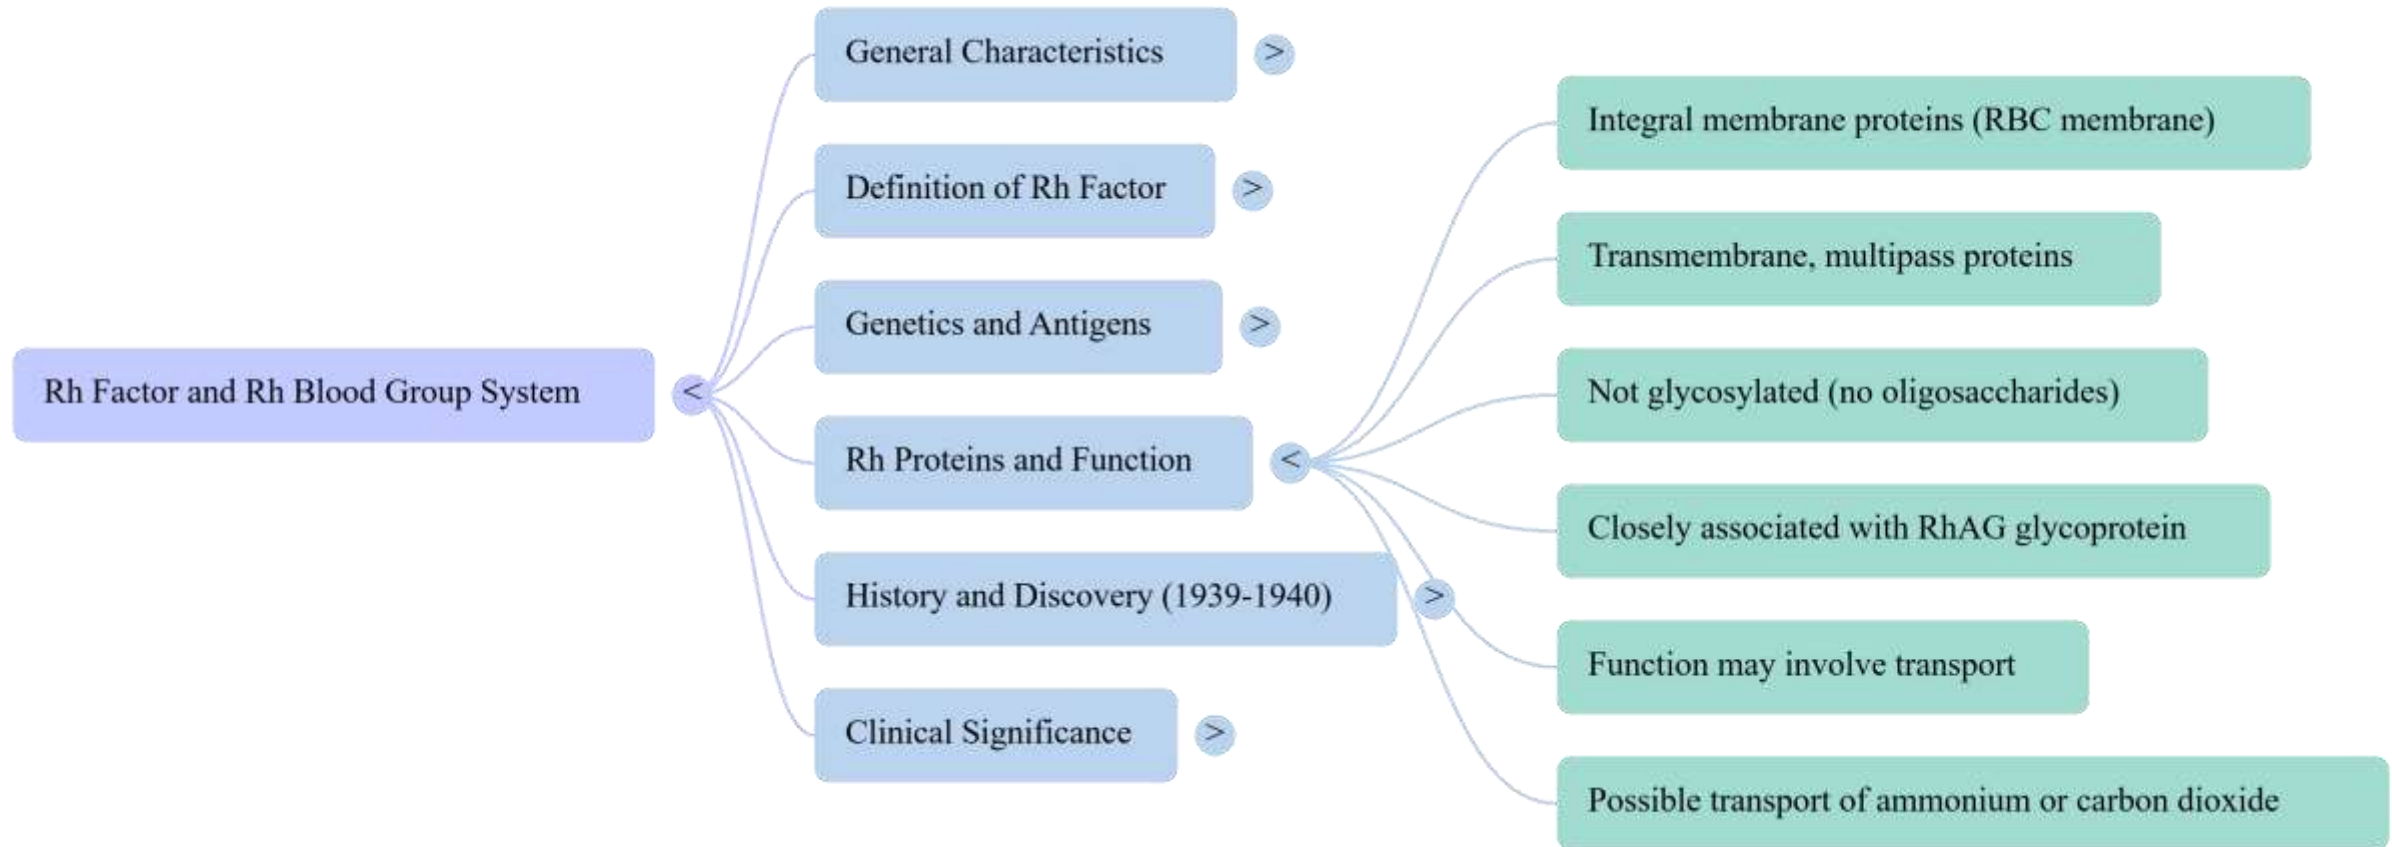 Rh Factor and Rh Blood Group System
<
General Characteristics
>
Definition of Rh Factor
>
Genetics and Antigens
>
Rh Proteins and Function
<
History and Discovery (1939-1940)
>
Clinical Significance
>
Integral membrane proteins (RBC membrane)
Transmembrane, multipass proteins
Not glycosylated (no oligosaccharides)
Closely associated with RhAG glycoprotein
Function may involve transport
Possible transport of ammonium or carbon dioxide